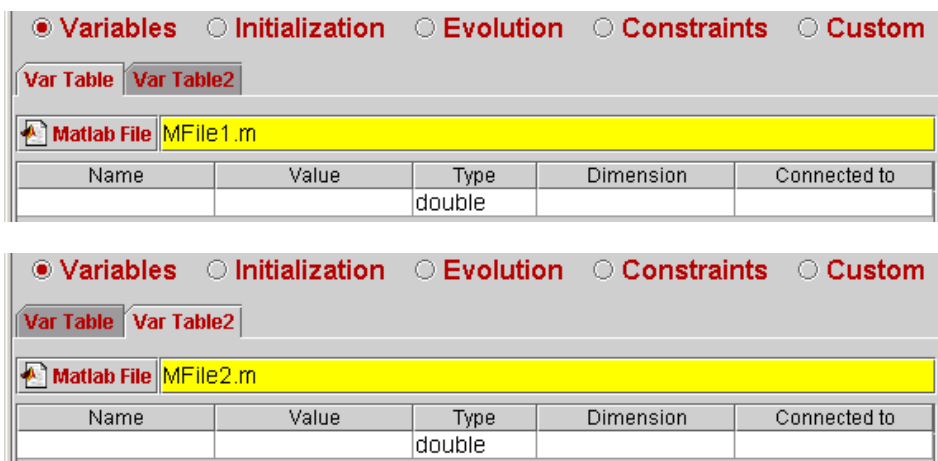 Variables Initialization Evolution Constraints Custom
Var Table Var Table2
Matlab File MFile1.m
Name Value Type Dimension Connected to
double
Variables Initialization Evolution Constraints Custom
Var Table Var Table2
Matlab File MFile2.m
Name Value Type Dimension Connected to
double